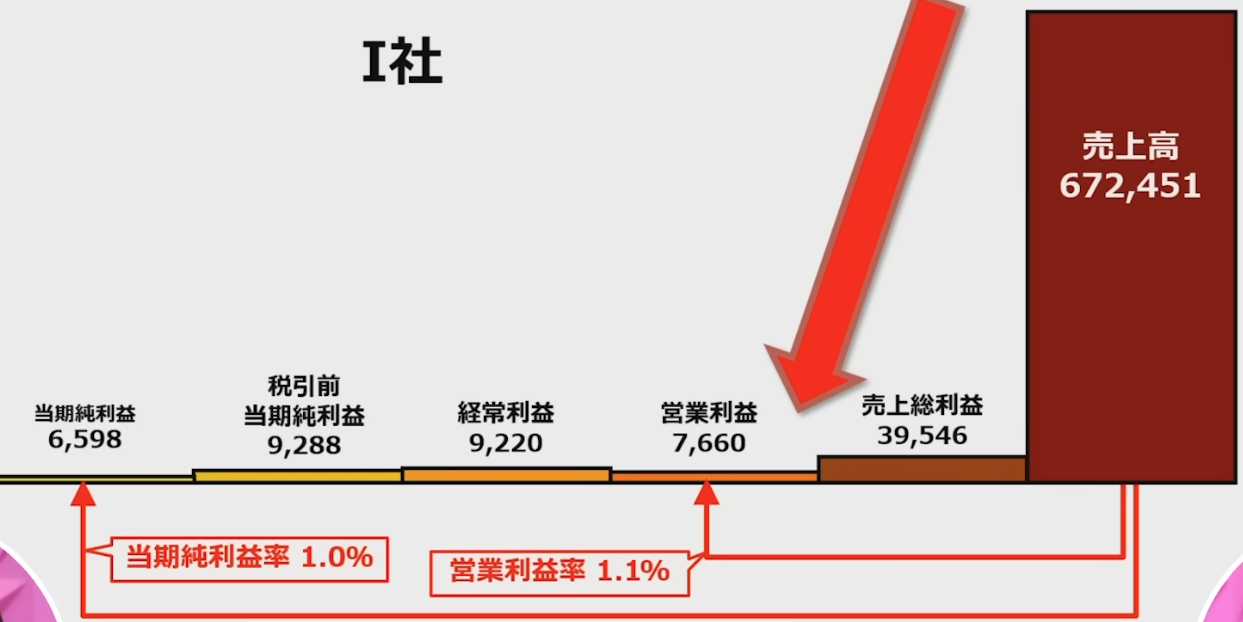 I社
売上高
672,451
当期純利益
6,598
税引前
当期純利益
9,288
経常利益
9,220
営業利益
7,660
売上総利益
39,546
当期純利益率 1.0%
営業利益率 1.1%